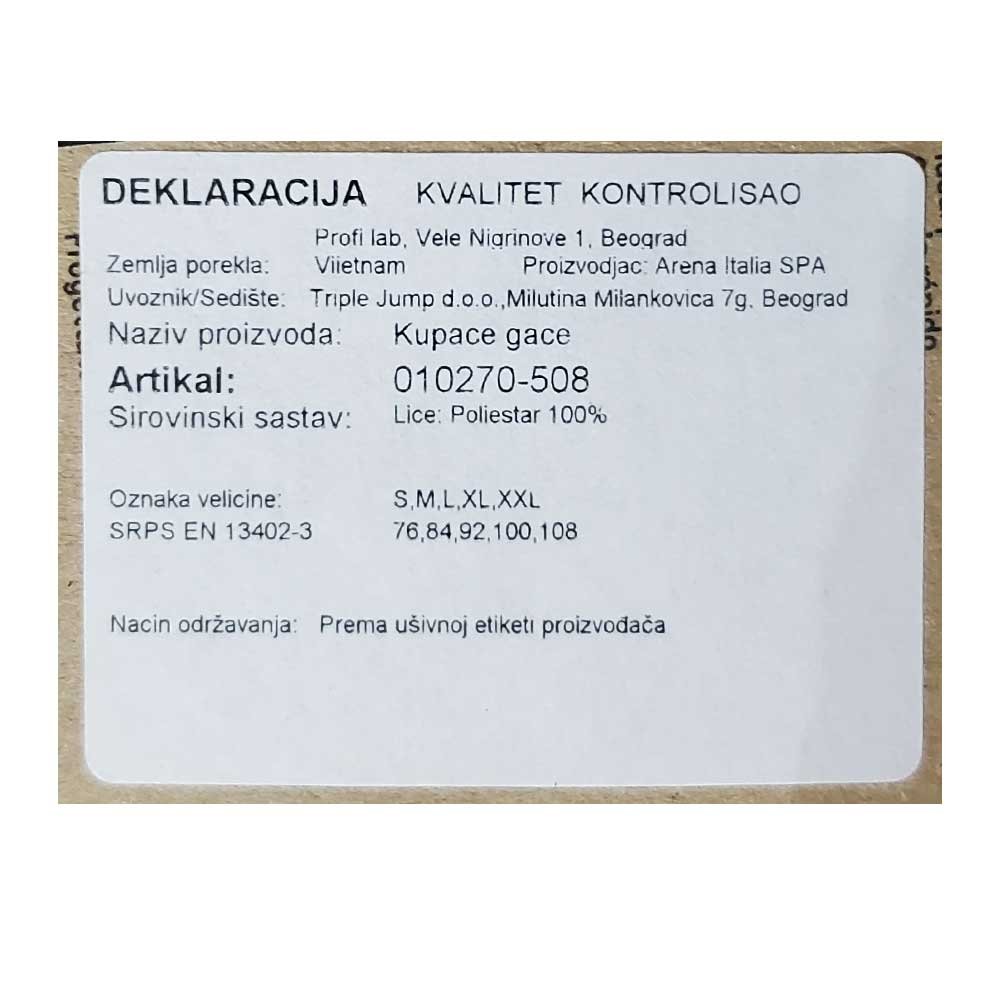 DEKLARACIJA KVALITET KONTROLISAO
Profi lab, Vele Nigrinove 1, Beograd
Zemlja porekla: Viietnam Proizvodjac: Arena Italia SPA
Uvoznik/Sedište: Triple Jump d.o.o.,Milutina Milankovica 7g, Beograd
Naziv proizvoda: Kupace gace
Artikal: 010270-508
Sirovinski sastav: Lice: Poliestar 100%
Oznaka velicine: S,M,L,XL,XXL
SRPS EN 13402-3 76,84,92,100,108
Nacin održavanja: Prema ušivnoj etiketi proizvođača